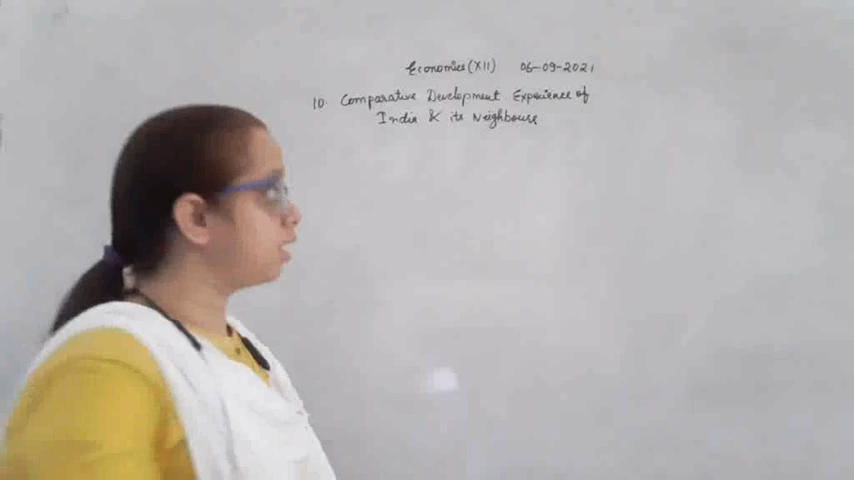 Economics(XII) 06-09-2021
10. Comparative Development Experience of
India & its Neighbours